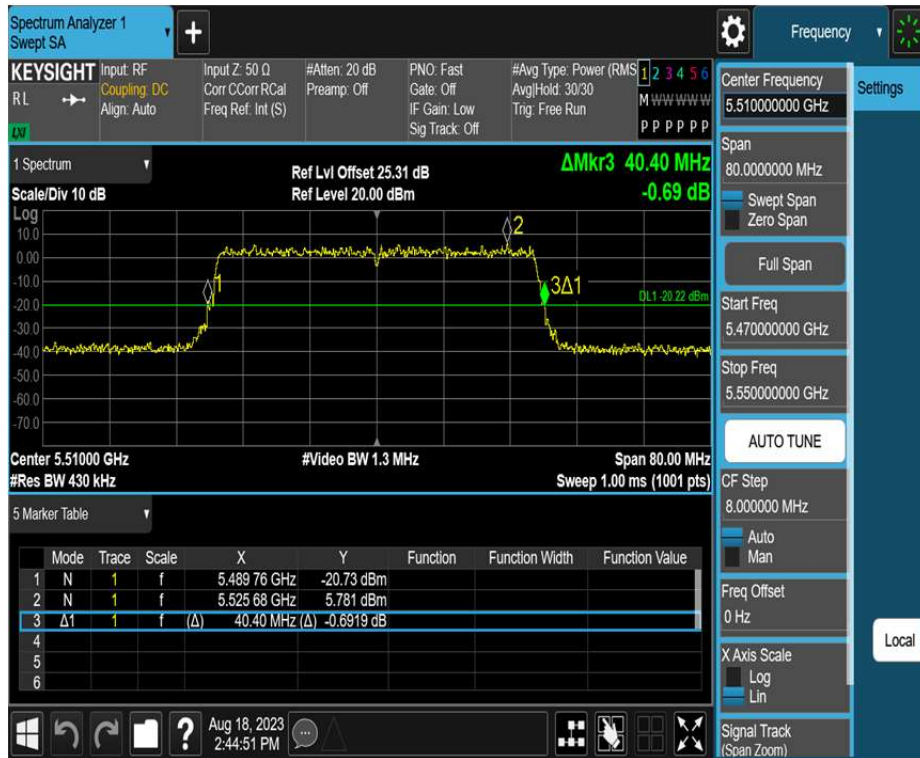 Spectrum Analyzer 1
Swept SA
+
Frequency
KEYSIGHT
RL
LXI
Input: RF
Coupling: DC
Align: Auto
Input Z: 50 Ω
Corr CCorr RCal
Freq Ref: Int (S)
#Atten: 20 dB
Preamp: Off
PNO: Fast
Gate: Off
IF Gain: Low
Sig Track: Off
#Avg Type: Power (RMS
Avg|Hold: 30/30
Trig: Free Run
1 2 3 4 5 6
M W W W W W
P P P P P P
1 Spectrum
Scale/Div 10 dB
Ref Lvl Offset 25.31 dB
Ref Level 20.00 dBm
ΔMkr3 40.40 MHz
-0.69 dB
Log
10.0
0.00
-10.0
-20.0
-30.0
-40.0
-50.0
-60.0
-70.0
1
2
3Δ1
DL1 -20.22 dBm
Center 5.51000 GHz
#Video BW 1.3 MHz
Span 80.00 MHz
#Res BW 430 kHz
Sweep 1.00 ms (1001 pts)
5 Marker Table
Mode Trace Scale X Y Function Function Width Function Value
1 N 1 f 5.489 76 GHz -20.73 dBm
2 N 1 f 5.525 68 GHz 5.781 dBm
3 Δ1 1 f (Δ) 40.40 MHz (Δ) -0.6919 dB
4
5
6
?
Aug 18, 2023
2:44:51 PM
Center Frequency
5.510000000 GHz
Settings
Span
80.0000000 MHz
Swept Span
Zero Span
Full Span
Start Freq
5.470000000 GHz
Stop Freq
5.550000000 GHz
AUTO TUNE
CF Step
8.000000 MHz
Auto
Man
Freq Offset
0 Hz
Local
X Axis Scale
Log
Lin
Signal Track
(Span Zoom)